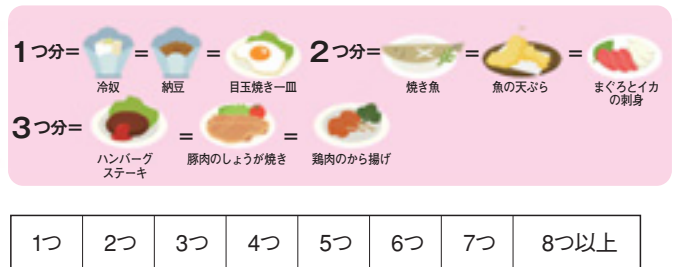 1つ分= = = 2つ分= = =
冷奴 納豆 目玉焼き一皿 焼き魚 魚の天ぷら まぐろとイカ
の刺身
3つ分= = =
ハンバーグ 豚肉のしょうが焼き 鶏肉のから揚げ
ステーキ
1つ 2つ 3つ 4つ 5つ 6つ 7つ 8つ以上